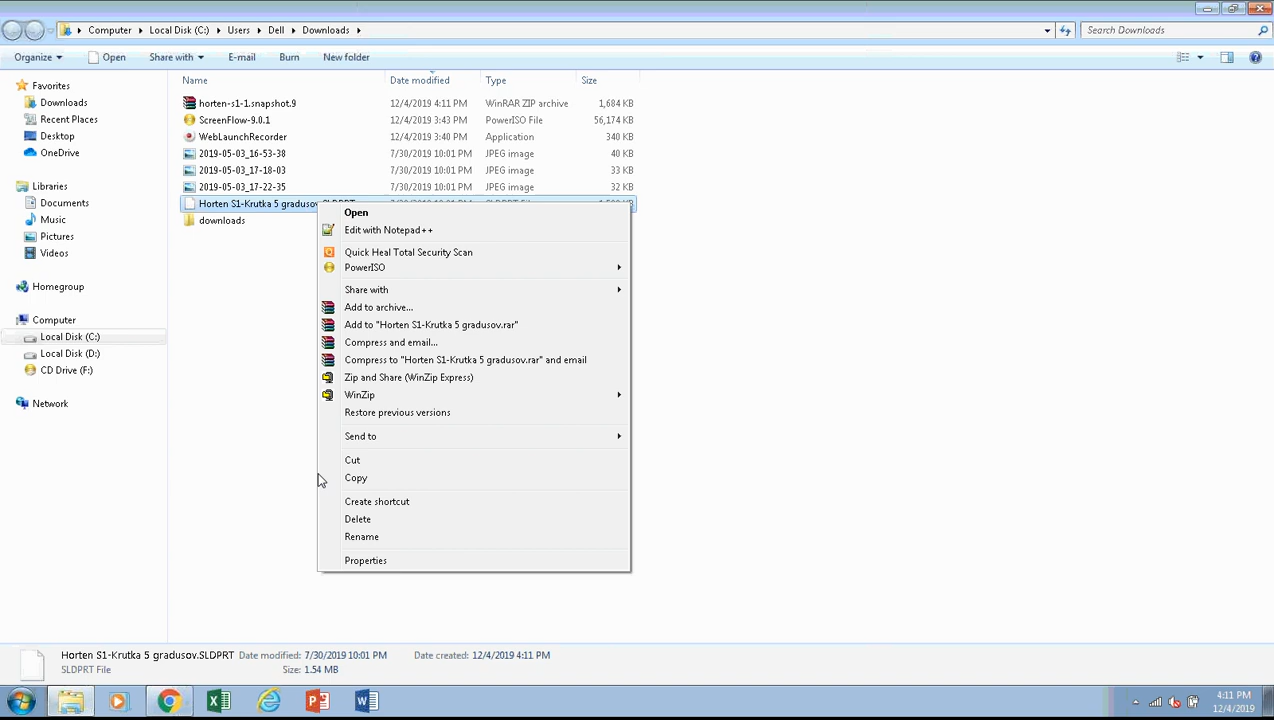 Computer Local Disk (C:) Users Dell Downloads
Search Downloads
Organize Open Share with E-mail Burn New folder
Favorites
Downloads
Recent Places
Desktop
OneDrive
Libraries
Documents
Music
Pictures
Videos
Homegroup
Computer
Local Disk (C:)
Local Disk (D:)
CD Drive (F:)
Network
Name Date modified Type Size
horten-s1-1.snapshot.9 12/4/2019 4:11 PM WinRAR ZIP archive 1,684 KB
ScreenFlow-9.0.1 12/4/2019 3:43 PM PowerISO File 56,174 KB
WebLaunchRecorder 12/4/2019 3:40 PM Application 340 KB
2019-05-03_16-53-38 7/30/2019 10:01 PM JPEG image 40 KB
2019-05-03_17-18-03 7/30/2019 10:01 PM JPEG image 33 KB
2019-05-03_17-22-35 7/30/2019 10:01 PM JPEG image 32 KB
Horten S1-Krutka 5 gradusov
downloads
Open
Edit with Notepad++
Quick Heal Total Security Scan
PowerISO
Share with
Add to archive...
Add to "Horten S1-Krutka 5 gradusov.rar"
Compress and email...
Compress to "Horten S1-Krutka 5 gradusov.rar" and email
Zip and Share (WinZip Express)
WinZip
Restore previous versions
Send to
Cut
Copy
Create shortcut
Delete
Rename
Properties
Horten S1-Krutka 5 gradusov.SLDPRT Date modified: 7/30/2019 10:01 PM Date created: 12/4/2019 4:11 PM
SLDPRT File Size: 1.54 MB
4:11 PM
12/4/2019